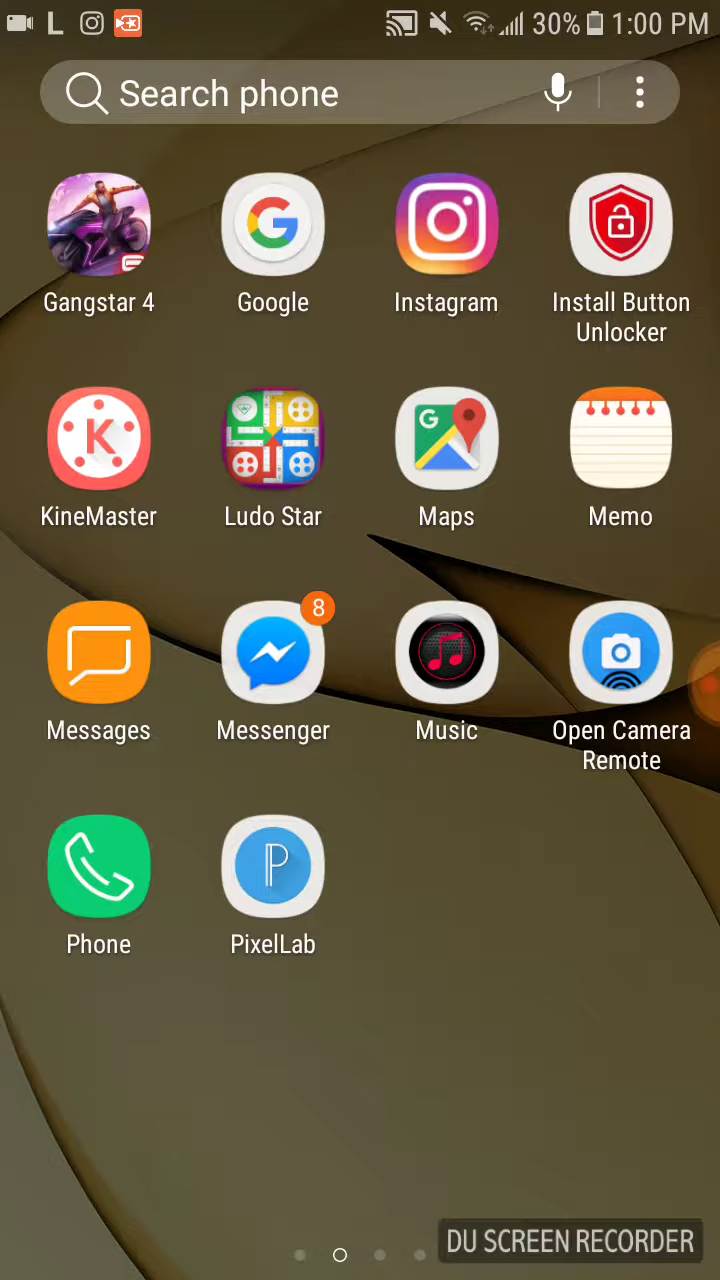 L 30% 1:00 PM
Search phone
Gangstar 4 Google Instagram Install Button
Unlocker
KineMaster Ludo Star Maps Memo
8
Messages Messenger Music Open Camera
Remote
Phone PixelLab
DU SCREEN RECORDER